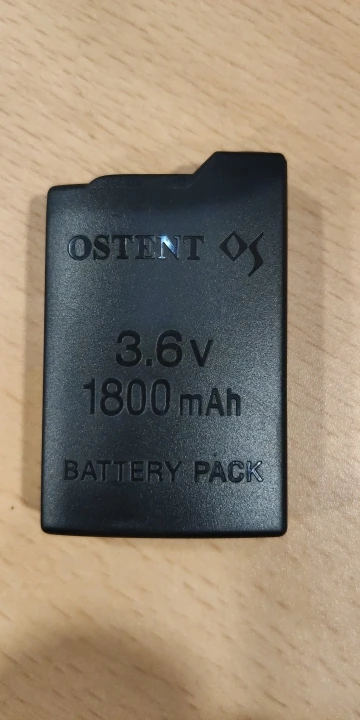 OSTENT OS
3.6V
1800mAh
BATTERY PACK